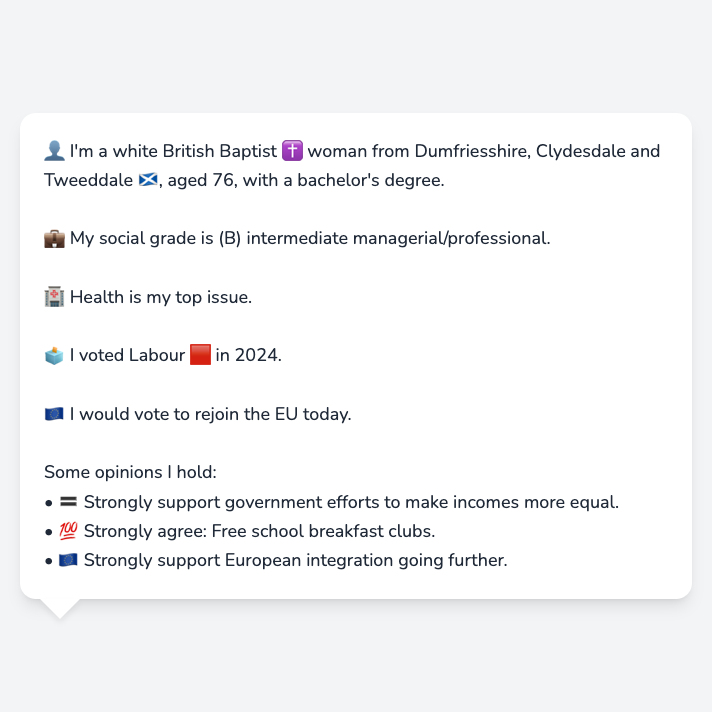 👤 I'm a white British Baptist ✝️ woman from Dumfriesshire, Clydesdale and
Tweeddale 🏴󠁧󠁢󠁳󠁣󠁴󠁿, aged 76, with a bachelor's degree.
💼 My social grade is (B) intermediate managerial/professional.
🏥 Health is my top issue.
🗳️ I voted Labour 🟥 in 2024.
🇪🇺 I would vote to rejoin the EU today.
Some opinions I hold:
• 🟰 Strongly support government efforts to make incomes more equal.
• 💯 Strongly agree: Free school breakfast clubs.
• 🇪🇺 Strongly support European integration going further.